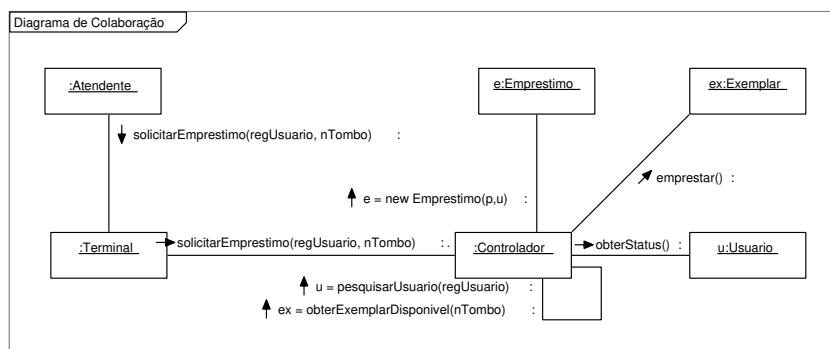 Diagrama de Colaboração
:Atendente
e:Emprestimo
ex:Exemplar
solicitarEmprestimo(regUsuario, nTombo) :
emprestar() :
e = new Emprestimo(p,u) :
:Terminal
solicitarEmprestimo(regUsuario, nTombo) : .
:Controlador
obterStatus() :
u:Usuario
u = pesquisarUsuario(regUsuario) :
ex = obterExemplarDisponivel(nTombo) :